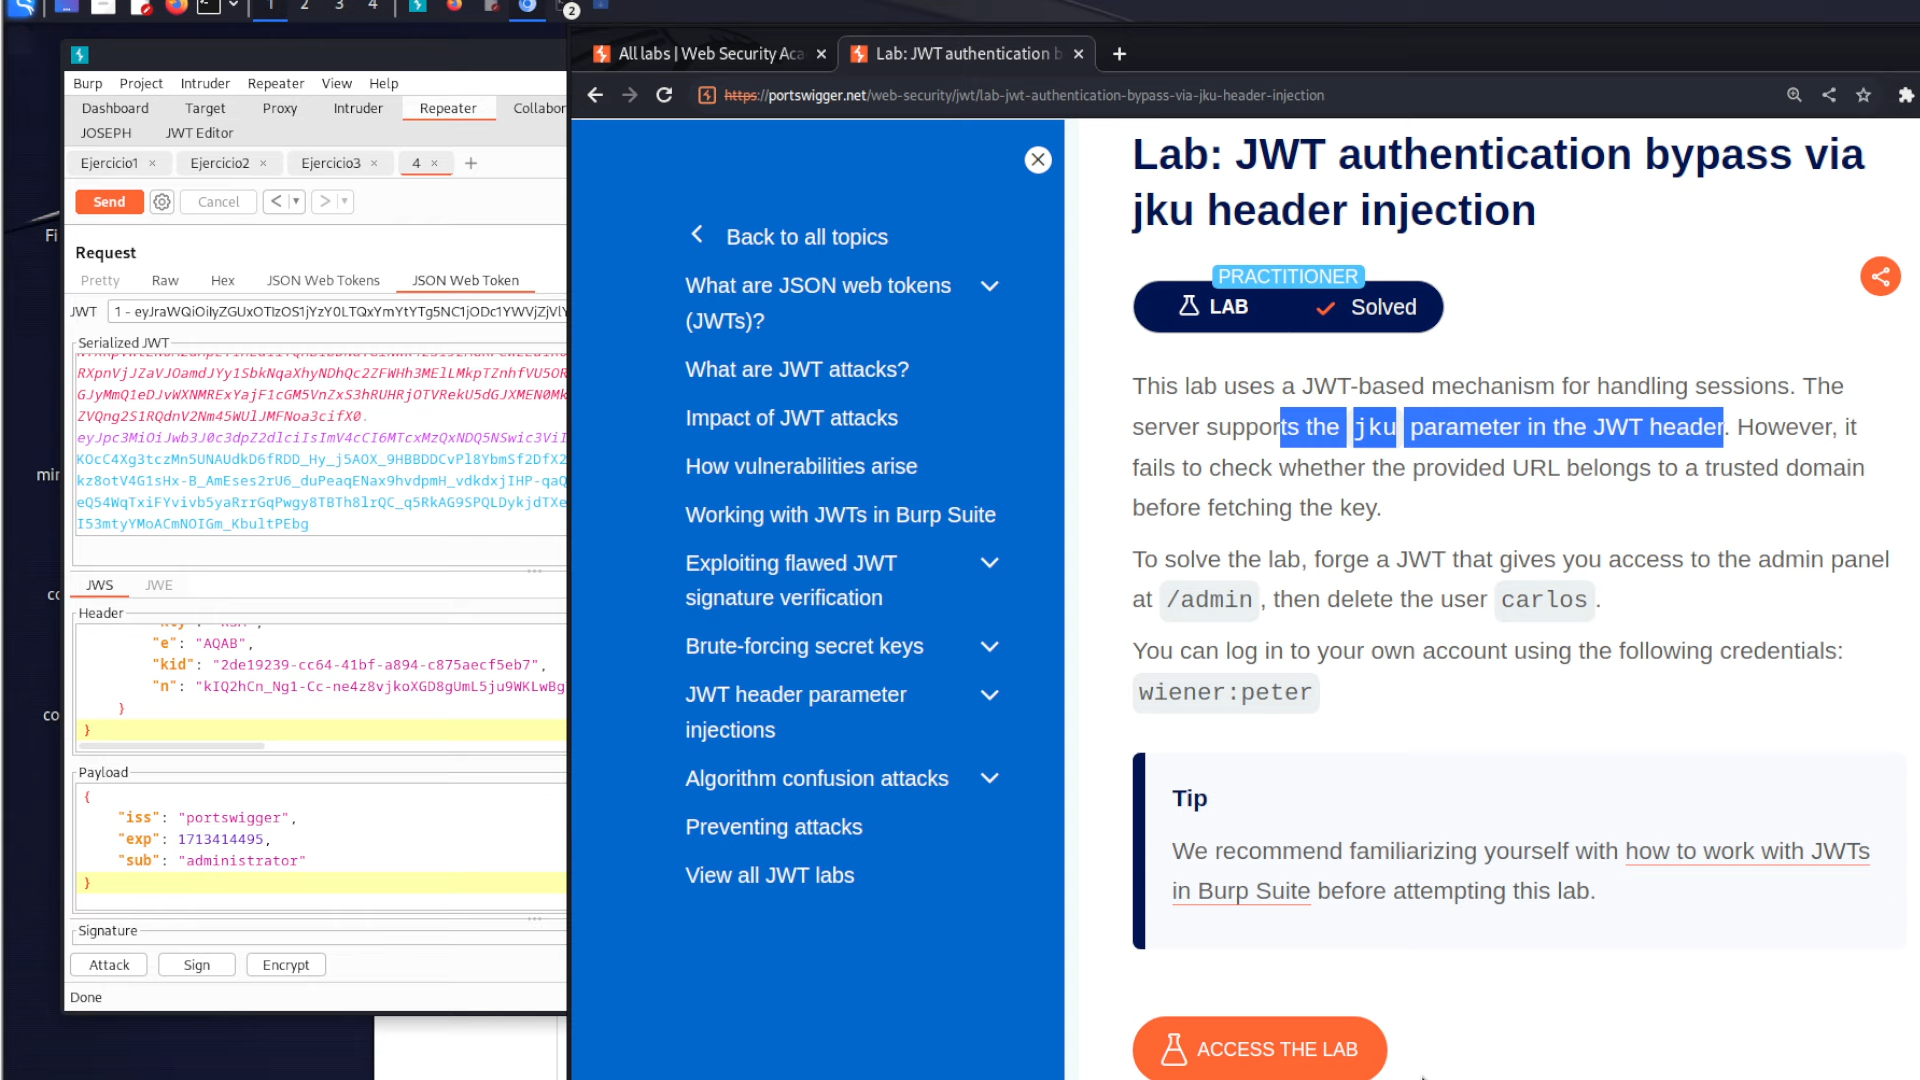 1 2 3 4
2
Burp Project Intruder Repeater View Help
Dashboard Target Proxy Intruder Repeater Collabor
JOSEPH JWT Editor
Ejercicio1 × Ejercicio2 × Ejercicio3 × 4 × +
Send Cancel < >
Request
Pretty Raw Hex JSON Web Tokens JSON Web Token
Serialized JWT
ZVQng2S1RQdnV2Nm45WUlJMFNoa3cifX0.
I53mtyYMoACmNOIGm_KbultPEbg
JWS JWE
Header
"e": "AQAB",
"kid": "2de19239-cc64-41bf-a894-c875aecf5eb7",
"n": "kIQ2hCn_Ng1-Cc-ne4z8vjkoXGD8gUmL5ju9WKLwBg
}
}
Payload
{
"iss": "portswigger",
"exp": 1713414495,
"sub": "administrator"
}
Signature
Attack Sign Encrypt
Done
All labs | Web Security Aca × Lab: JWT authentication b × +
https://portswigger.net/web-security/jwt/lab-jwt-authentication-bypass-via-jku-header-injection
Back to all topics
What are JSON web tokens
(JWTs)?
What are JWT attacks?
Impact of JWT attacks
How vulnerabilities arise
Working with JWTs in Burp Suite
Exploiting flawed JWT
signature verification
Brute-forcing secret keys
JWT header parameter
injections
Algorithm confusion attacks
Preventing attacks
View all JWT labs
Lab: JWT authentication bypass via
jku header injection
PRACTITIONER
LAB Solved
This lab uses a JWT-based mechanism for handling sessions. The
server supports the jku parameter in the JWT header. However, it
fails to check whether the provided URL belongs to a trusted domain
before fetching the key.
To solve the lab, forge a JWT that gives you access to the admin panel
at /admin, then delete the user carlos.
You can log in to your own account using the following credentials:
wiener:peter
Tip
We recommend familiarizing yourself with how to work with JWTs
in Burp Suite before attempting this lab.
ACCESS THE LAB